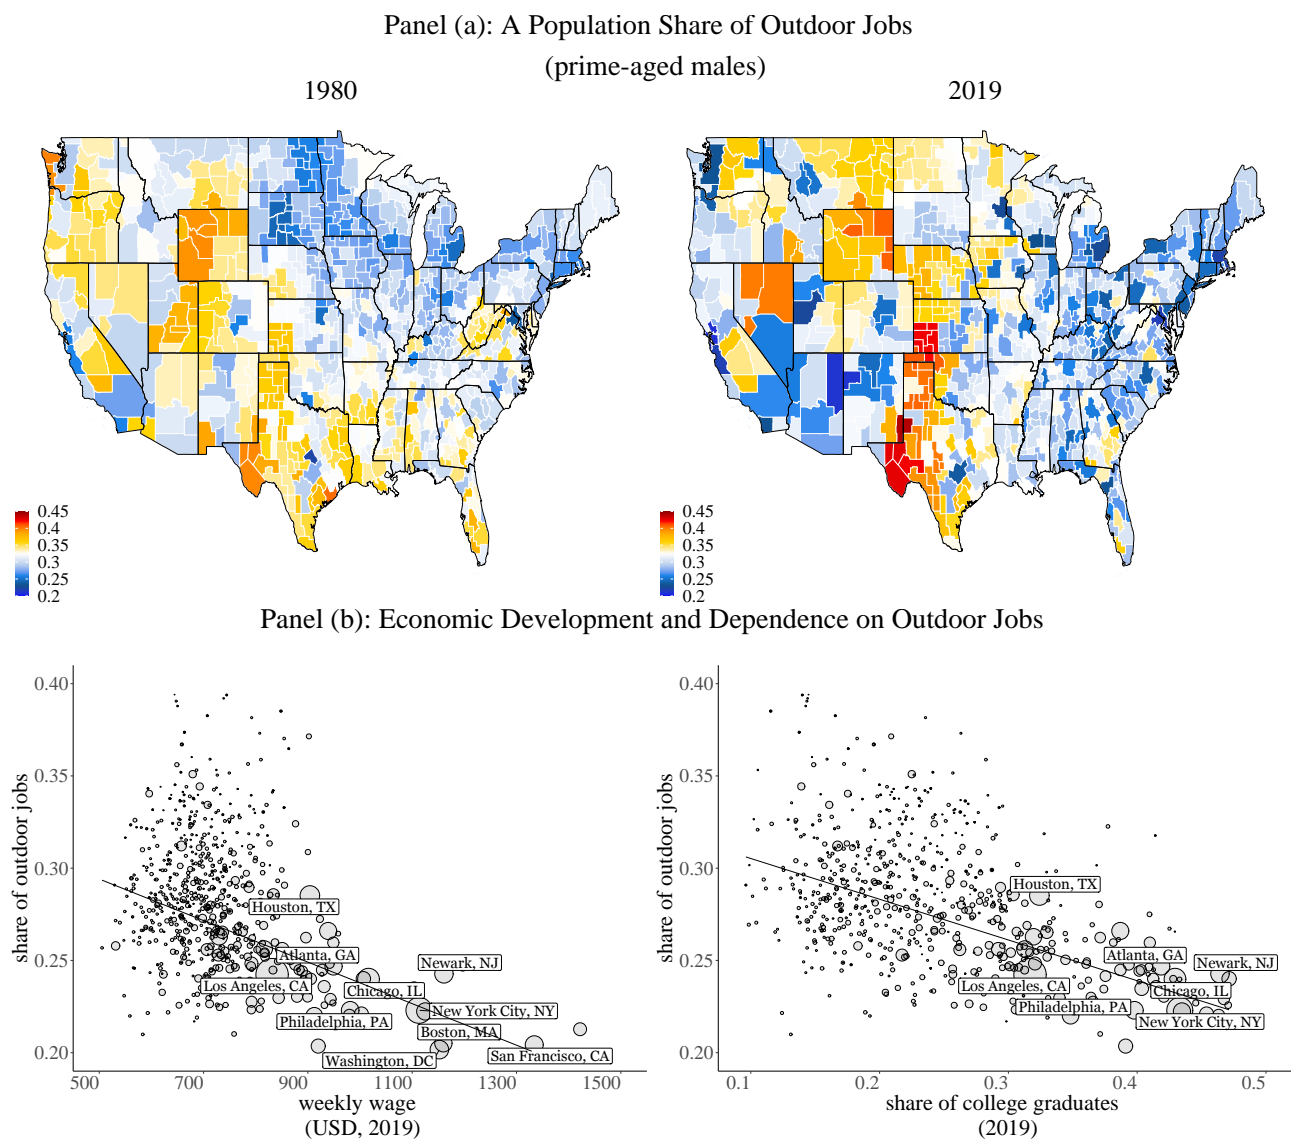 Panel (a): A Population Share of Outdoor Jobs
(prime-aged males)
1980
2019
0.45
0.4
0.35
0.3
0.25
0.2
0.45
0.4
0.35
0.3
0.25
0.2
Panel (b): Economic Development and Dependence on Outdoor Jobs
share of outdoor jobs
0.40
0.35
0.30
0.25
0.20
Houston, TX
Atlanta, GA
Newark, NJ
Los Angeles, CA
Chicago, IL
New York City, NY
Philadelphia, PA
Boston, MA
Washington, DC
San Francisco, CA
500
700
900
1100
1300
1500
weekly wage
(USD, 2019)
share of outdoor jobs
0.40
0.35
0.30
0.25
0.20
Houston, TX
Atlanta, GA
Newark, NJ
Los Angeles, CA
Chicago, IL
Philadelphia, PA
New York City, NY
0.1
0.2
0.3
0.4
0.5
share of college graduates
(2019)